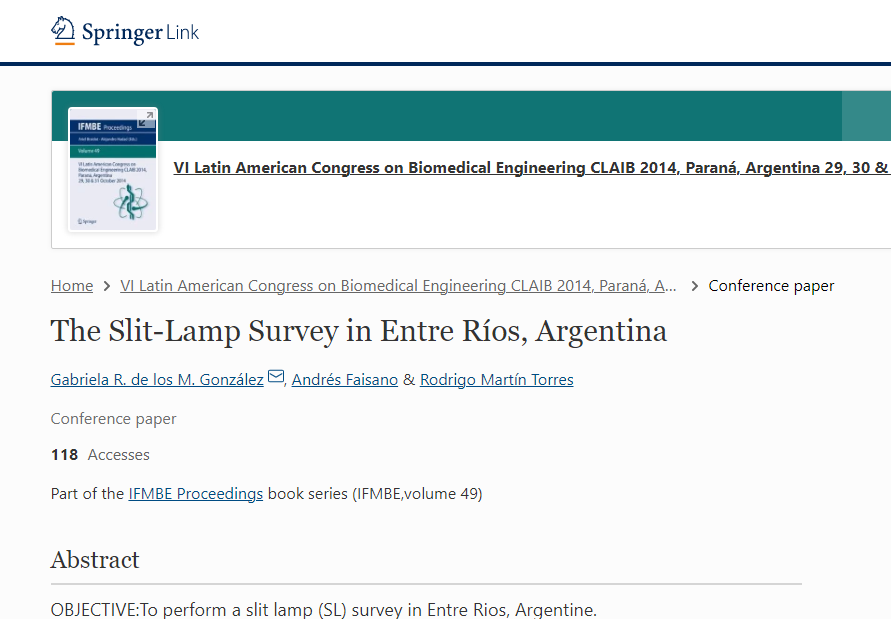 Springer Link
IFMBE Proceedings
Volume 49
VI Latin American Congress on
Biomedical Engineering CLAIB 2014,
Paraná, Argentina
29, 30 & 31 October 2014
Springer
VI Latin American Congress on Biomedical Engineering CLAIB 2014, Paraná, Argentina 29, 30 &
Home > VI Latin American Congress on Biomedical Engineering CLAIB 2014, Paraná, A... > Conference paper
The Slit-Lamp Survey in Entre Ríos, Argentina
Gabriela R. de los M. González, Andrés Faisano & Rodrigo Martín Torres
Conference paper
118 Accesses
Part of the IFMBE Proceedings book series (IFMBE,volume 49)
Abstract
OBJECTIVE:To perform a slit lamp (SL) survey in Entre Rios, Argentine.